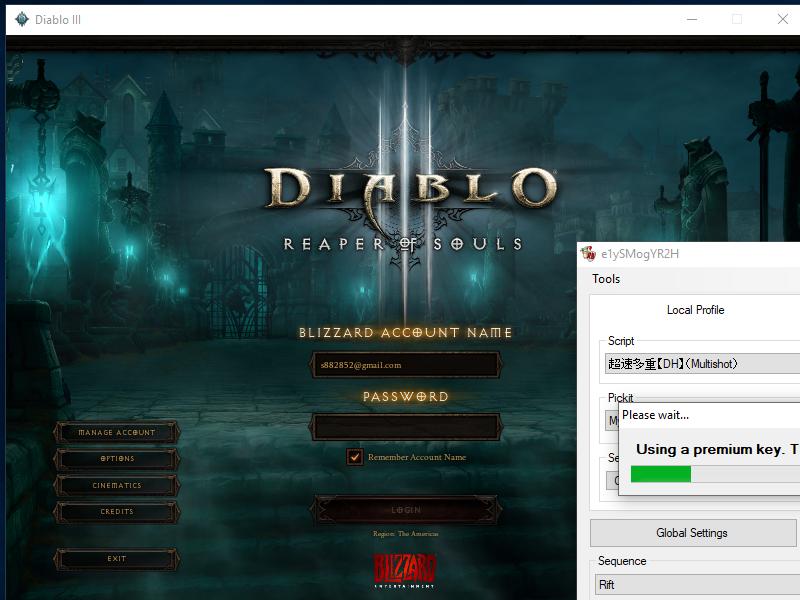 Diablo III
DIABLO
REAPER OF SOULS
e1ySMogYR2H
Tools
Local Profile
Script
超速多重【DH】(Multishot)
Pickit
Please wait...
Using a premium key. T
BLIZZARD ACCOUNT NAME
s882852@gmail.com
PASSWORD
Remember Account Name
LOGIN
Region: The Americas
BLIZZARD
ENTERTAINMENT
MANAGE ACCOUNT
OPTIONS
CINEMATICS
CREDITS
EXIT
Global Settings
Sequence
Rift